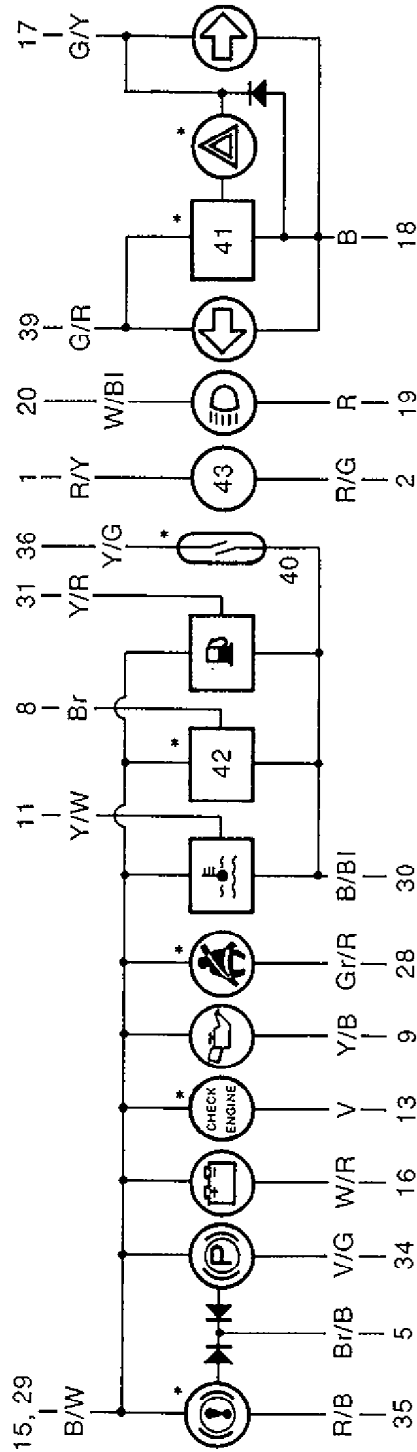 15, 29 11 8 31 36 1 20 39 17
B/W Y/W Br Y/R Y/G R/Y W/Bl G/R G/Y
* * * * * * *
P CHECK 42 43 41
ENGINE
40
R/B Br/B V/G W/R V Y/B Gr/R B/Bl R/G R B
35 5 34 16 13 9 28 30 2 19 18